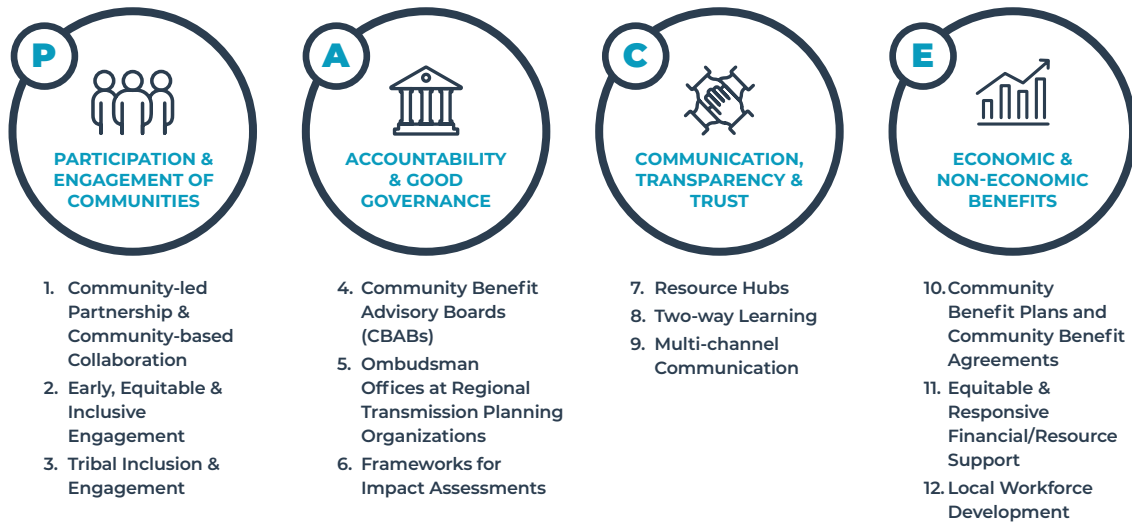 P
PARTICIPATION &
ENGAGEMENT OF
COMMUNITIES
1. Community-led
Partnership &
Community-based
Collaboration
2. Early, Equitable &
Inclusive
Engagement
3. Tribal Inclusion &
Engagement
A
ACCOUNTABILITY
& GOOD
GOVERNANCE
4. Community Benefit
Advisory Boards
(CBABs)
5. Ombudsman
Offices at Regional
Transmission Planning
Organizations
6. Frameworks for
Impact Assessments
C
COMMUNICATION,
TRANSPARENCY &
TRUST
7. Resource Hubs
8. Two-way Learning
9. Multi-channel
Communication
E
ECONOMIC &
NON-ECONOMIC
BENEFITS
10. Community
Benefit Plans and
Community Benefit
Agreements
11. Equitable &
Responsive
Financial/Resource
Support
12. Local Workforce
Development